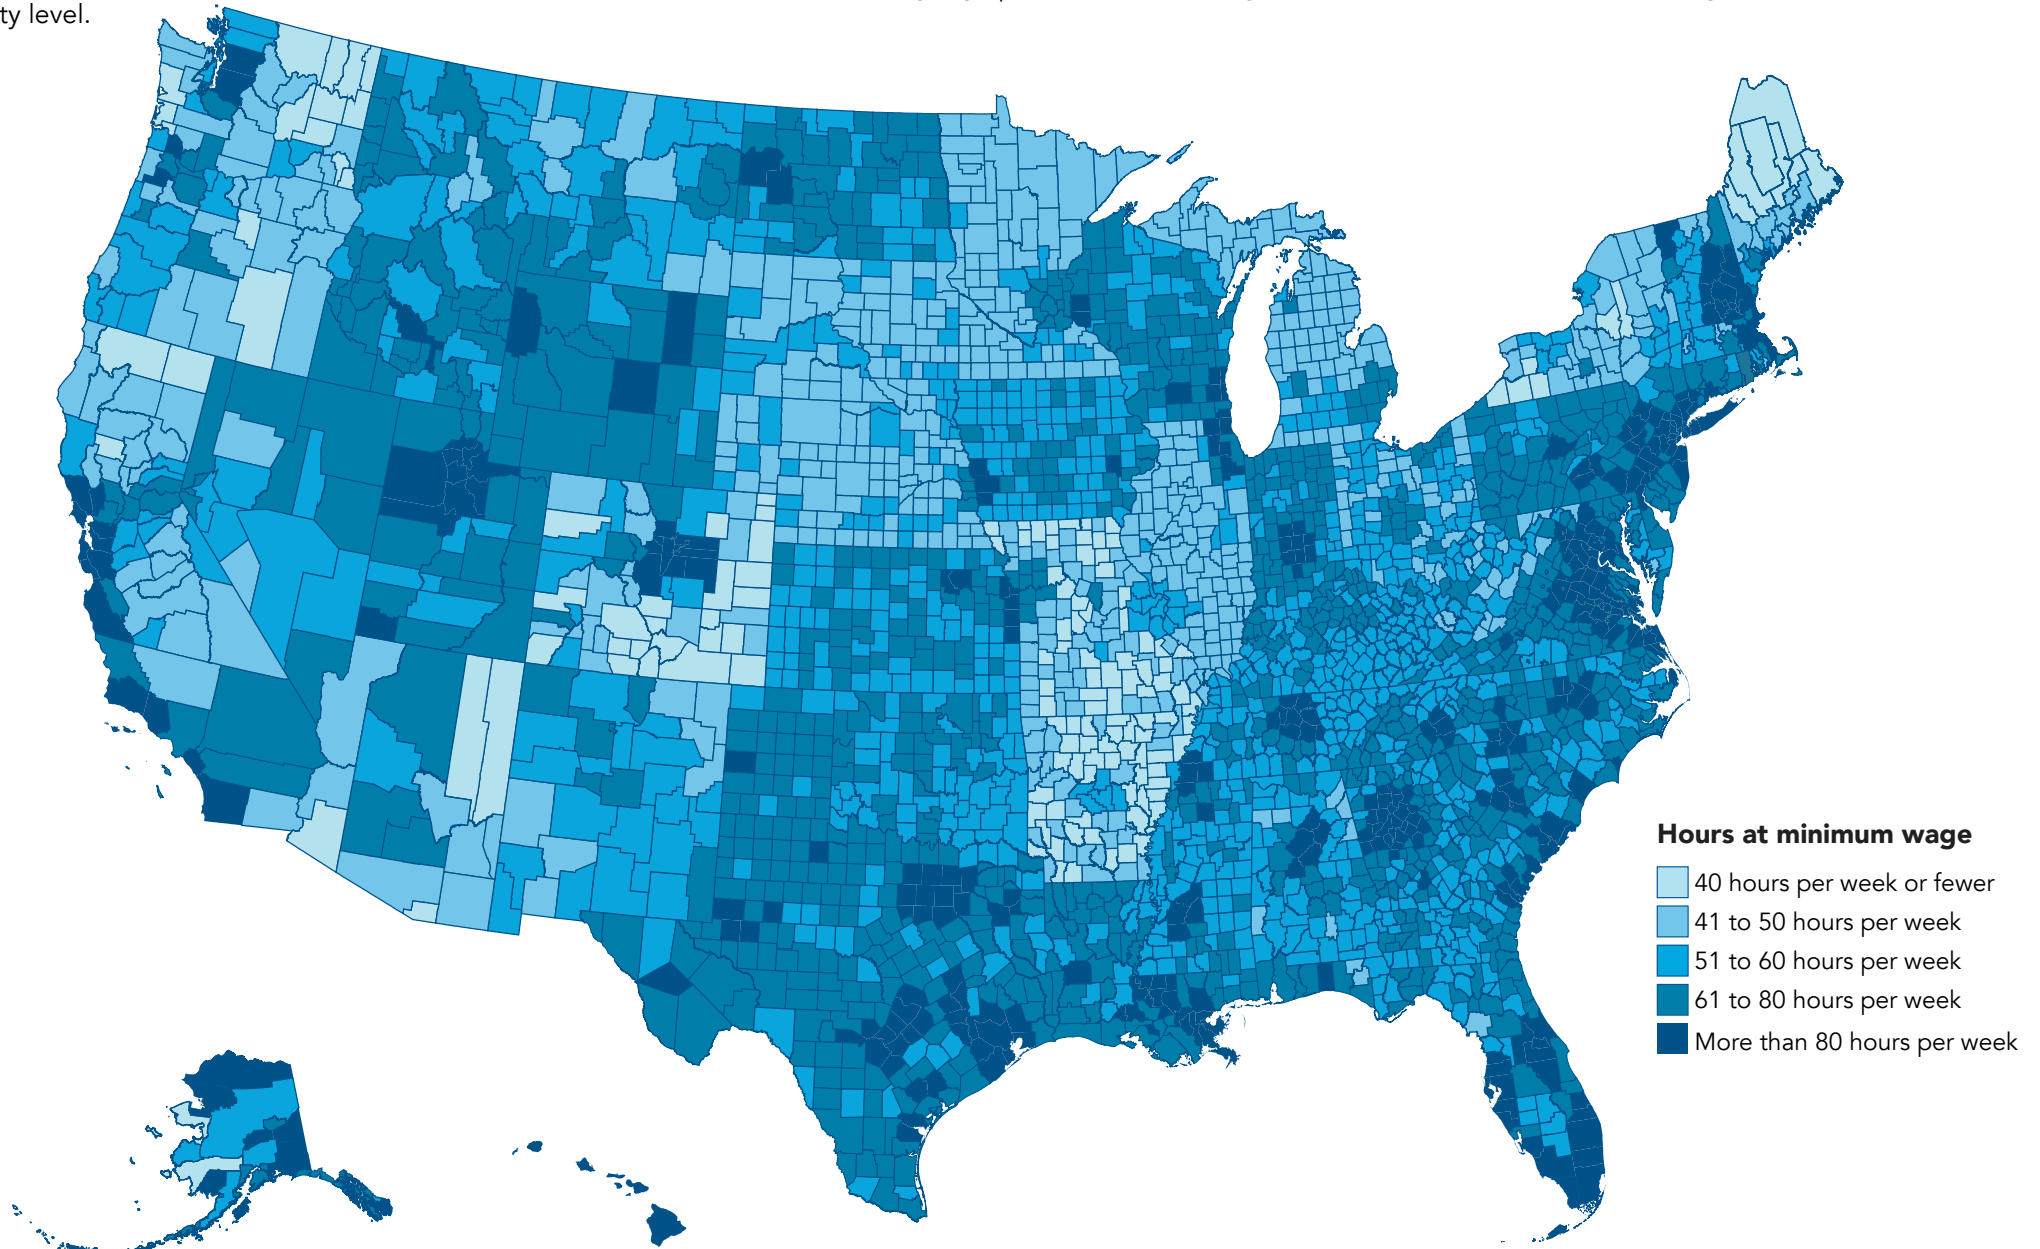 ty level.
Hours at minimum wage
40 hours per week or fewer
41 to 50 hours per week
51 to 60 hours per week
61 to 80 hours per week
More than 80 hours per week